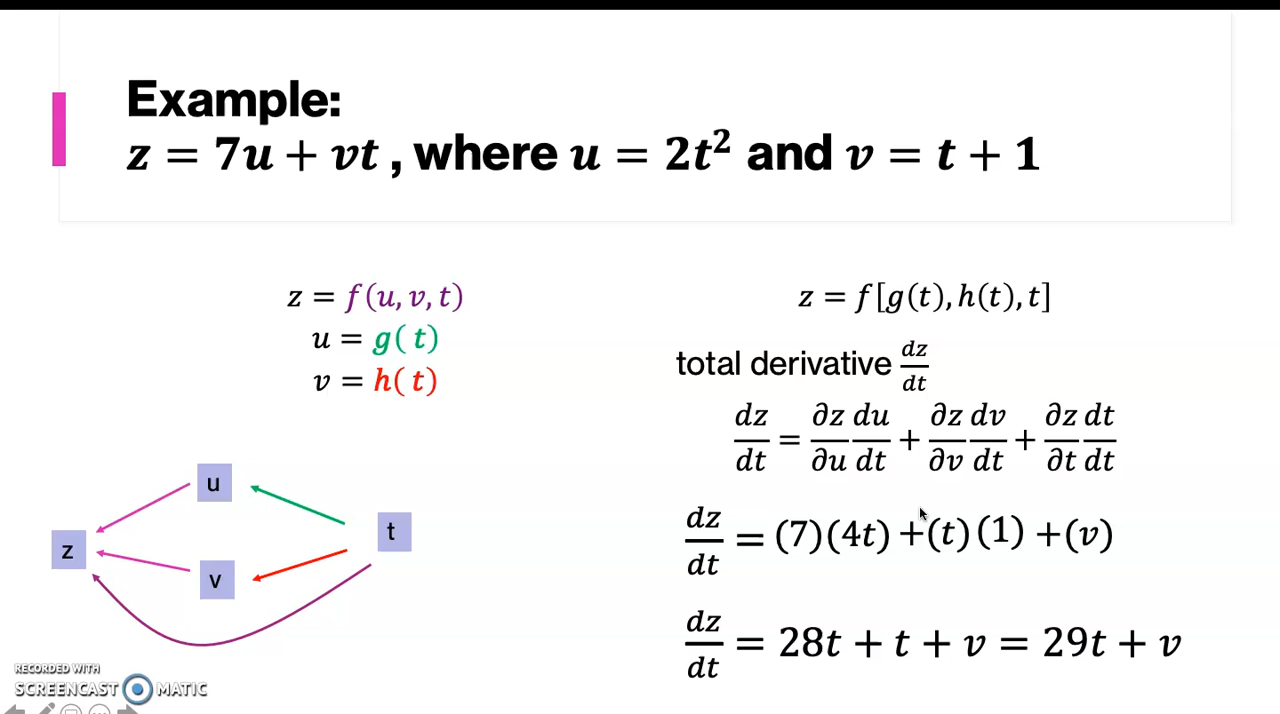 Example:
z = 7u + vt , where u = 2t² and v = t + 1
z = f(u, v, t)
u = g( t)
v = h( t)
z = f[g(t), h(t), t]
total derivative dz/dt
dz/dt = ∂z/∂u du/dt + ∂z/∂v dv/dt + ∂z/∂t dt/dt
dz/dt = (7)(4t) +(t)(1) +(v)
dz/dt = 28t + t + v = 29t + v
u
t
z
v
RECORDED WITH
SCREENCAST MATIC